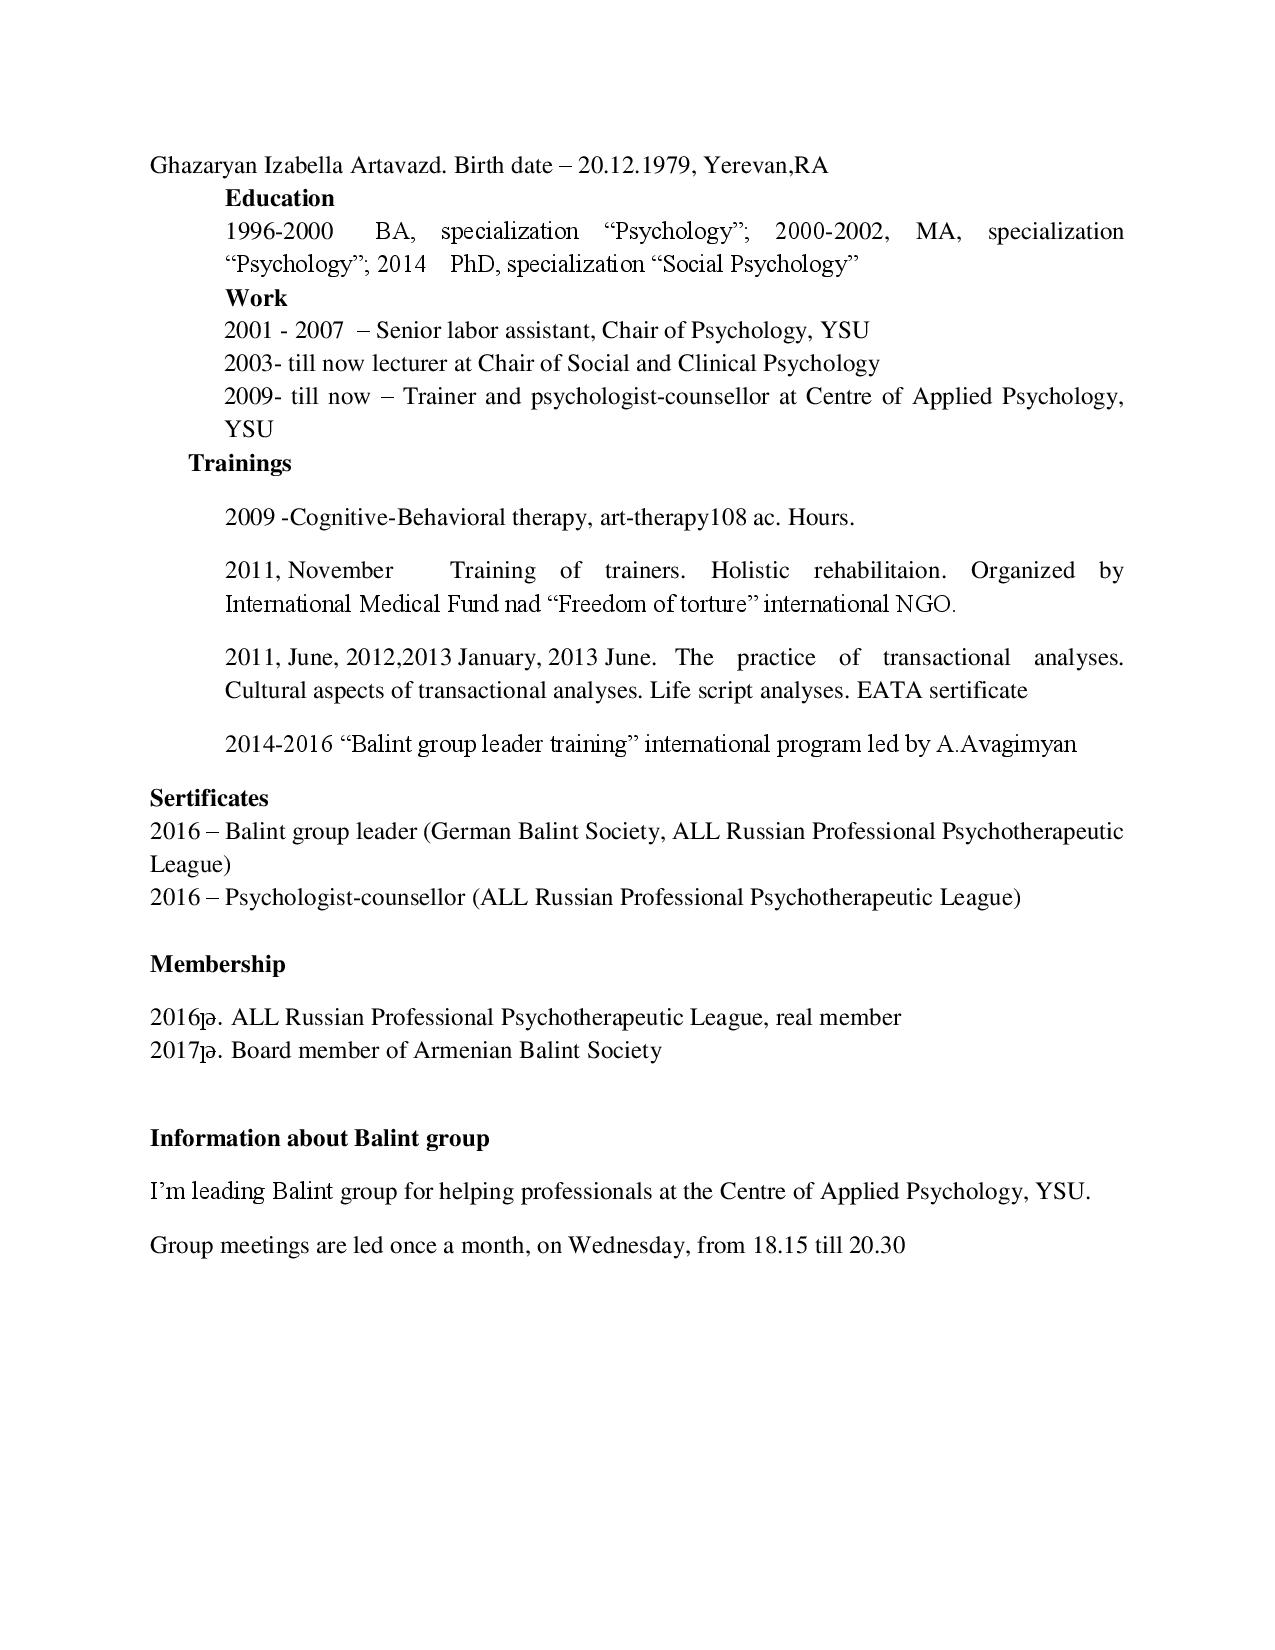 Ghazaryan Izabella Artavazd. Birth date – 20.12.1979, Yerevan,RA
Education
1996-2000 BA, specialization “Psychology”; 2000-2002, MA, specialization
“Psychology”; 2014 PhD, specialization “Social Psychology”
Work
2001 - 2007 – Senior labor assistant, Chair of Psychology, YSU
2003- till now lecturer at Chair of Social and Clinical Psychology
2009- till now – Trainer and psychologist-counsellor at Centre of Applied Psychology,
YSU
Trainings
2009 -Cognitive-Behavioral therapy, art-therapy108 ac. Hours.
2011, November Training of trainers. Holistic rehabilitaion. Organized by
International Medical Fund nad “Freedom of torture” international NGO.
2011, June, 2012,2013 January, 2013 June. The practice of transactional analyses.
Cultural aspects of transactional analyses. Life script analyses. EATA sertificate
2014-2016 “Balint group leader training” international program led by A.Avagimyan
Sertificates
2016 – Balint group leader (German Balint Society, ALL Russian Professional Psychotherapeutic
League)
2016 – Psychologist-counsellor (ALL Russian Professional Psychotherapeutic League)
Membership
2016թ. ALL Russian Professional Psychotherapeutic League, real member
2017թ. Board member of Armenian Balint Society
Information about Balint group
I’m leading Balint group for helping professionals at the Centre of Applied Psychology, YSU.
Group meetings are led once a month, on Wednesday, from 18.15 till 20.30